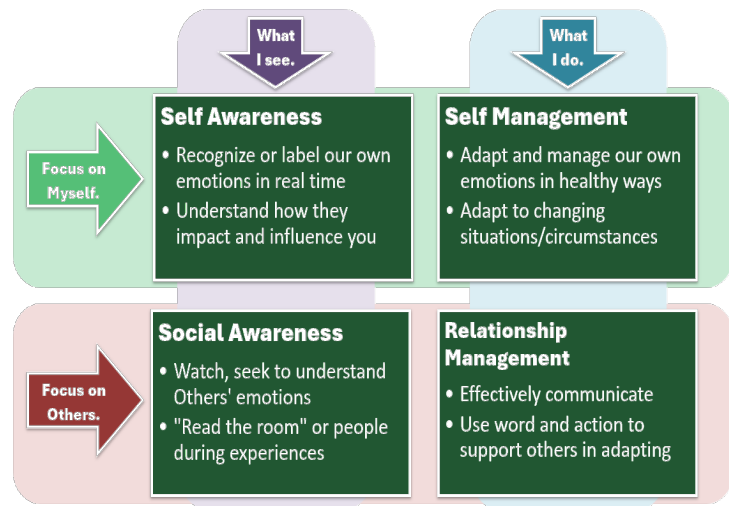 What
I see.
What
I do.
Focus on
Myself.
Self Awareness
• Recognize or label our own
emotions in real time
• Understand how they
impact and influence you
Self Management
• Adapt and manage our own
emotions in healthy ways
• Adapt to changing
situations/circumstances
Focus on
Others.
Social Awareness
• Watch, seek to understand
Others' emotions
• "Read the room" or people
during experiences
Relationship
Management
• Effectively communicate
• Use word and action to
support others in adapting